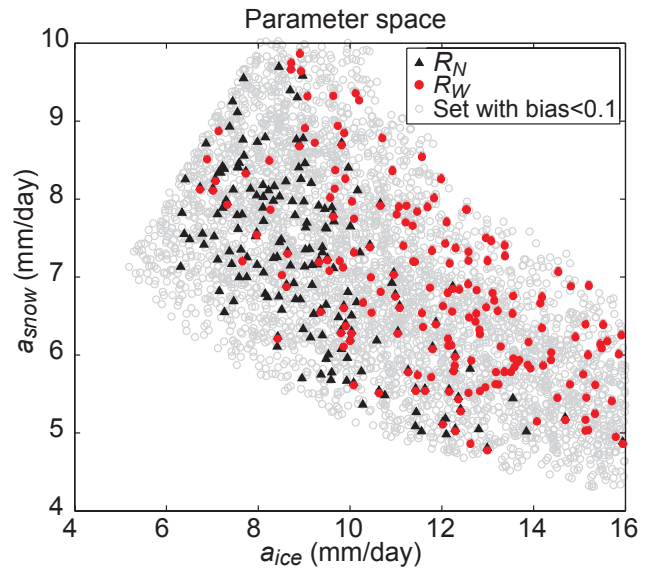 Parameter space
R_N
R_W
Set with bias<0.1
10
9
8
7
6
5
4
a_snow (mm/day)
4 6 8 10 12 14 16
a_ice (mm/day)